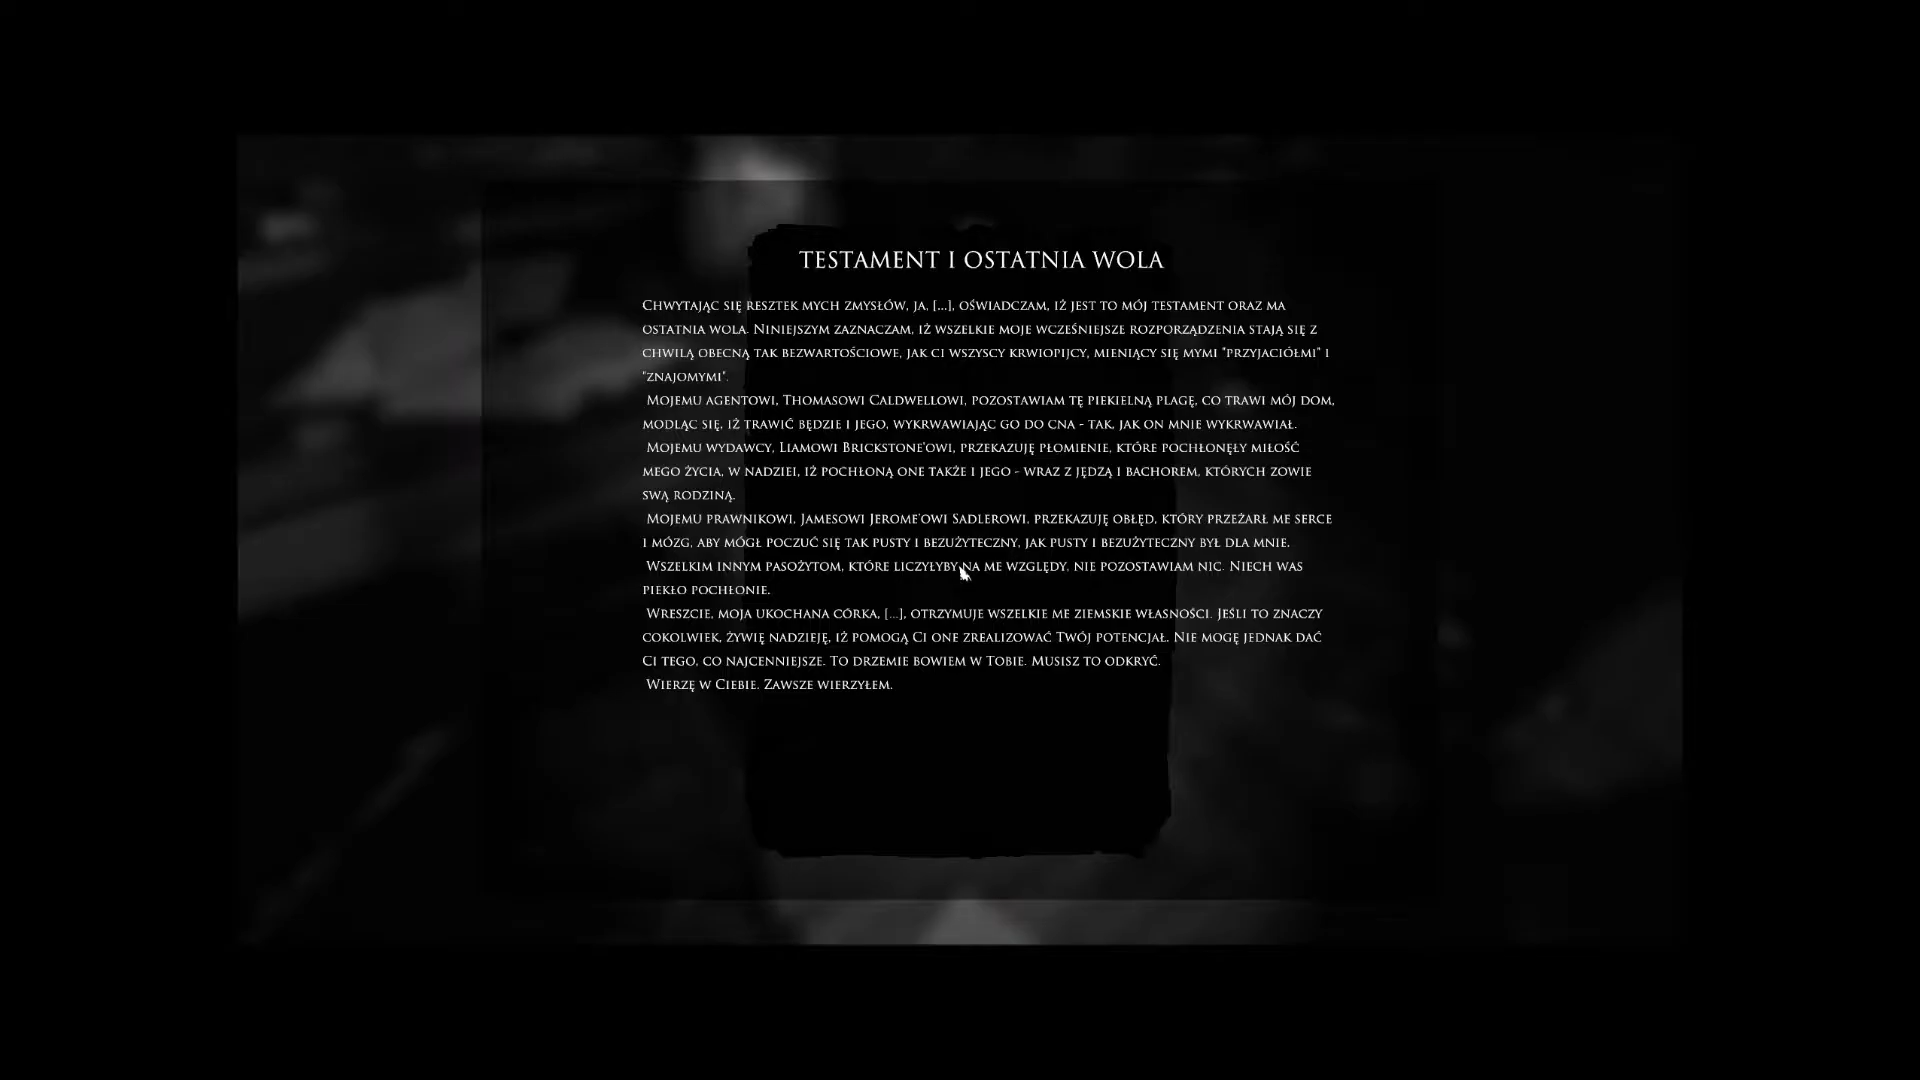 TESTAMENT I OSTATNIA WOLA
Chwytając się resztek mych zmysłów, ja, [...], oświadczam, iż jest to mój testament oraz ma
ostatnia wola. Niniejszym zaznaczam, iż wszelkie moje wcześniejsze rozporządzenia stają się z
chwilą obecną tak bezwartościowe, jak ci wszyscy krwiopijcy, mieniący się mymi "przyjaciółmi" i
"znajomymi".
Mojemu agentowi, Thomasowi Caldwellowi, pozostawiam tę piekielną plagę, co trawi mój dom,
modląc się, iż trawić będzie i jego, wykrwawiając go do cna - tak, jak on mnie wykrwawiał.
Mojemu wydawcy, Liamowi Brickstone'owi, przekazuję płomienie, które pochłonęły miłość
mego życia, w nadziei, iż pochłoną one także i jego - wraz z jędzą i bachorem, których zowie
swą rodziną.
Mojemu prawnikowi, Jamesowi Jerome'owi Sadlerowi, przekazuję obłęd, który przeżarł me serce
i mózg, aby mógł poczuć się tak pusty i bezużyteczny, jak pusty i bezużyteczny był dla mnie.
Wszelkim innym pasożytom, które liczyłyby na me względy, nie pozostawiam nic. Niech was
piekło pochłonie.
Wreszcie, moja ukochana córka, [...], otrzymuje wszelkie me ziemskie własności. Jeśli to znaczy
cokolwiek, żywię nadzieję, iż pomogą Ci one zrealizować Twój potencjał. Nie mogę jednak dać
Ci tego, co najcenniejsze. To drzemie bowiem w Tobie. Musisz to odkryć.
Wierzę w Ciebie. Zawsze wierzyłem.